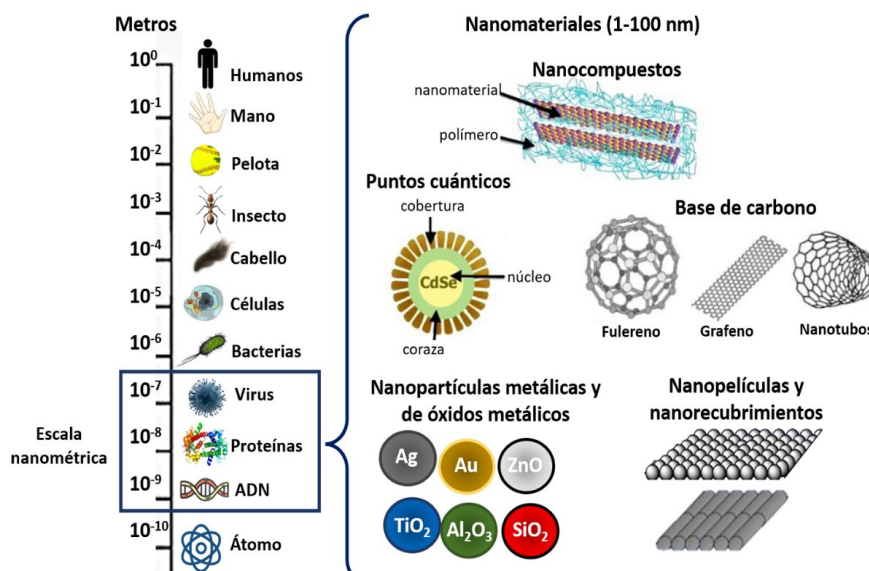 Metros
10⁰
Humanos
10⁻¹
Mano
10⁻²
Pelota
10⁻³
Insecto
10⁻⁴
Cabello
10⁻⁵
Células
10⁻⁶
Bacterias
10⁻⁷
Virus
10⁻⁸
Proteínas
10⁻⁹
ADN
10⁻¹⁰
Átomo
Escala
nanométrica
Nanomateriales (1-100 nm)
Nanocompuestos
nanomaterial
polímero
Puntos cuánticos
cobertura
núcleo
CdSe
coraza
Base de carbono
Fulereno
Grafeno
Nanotubos
Nanopartículas metálicas y
de óxidos metálicos
Ag
Au
ZnO
TiO₂
Al₂O₃
SiO₂
Nanopelículas y
nanorecubrimientos